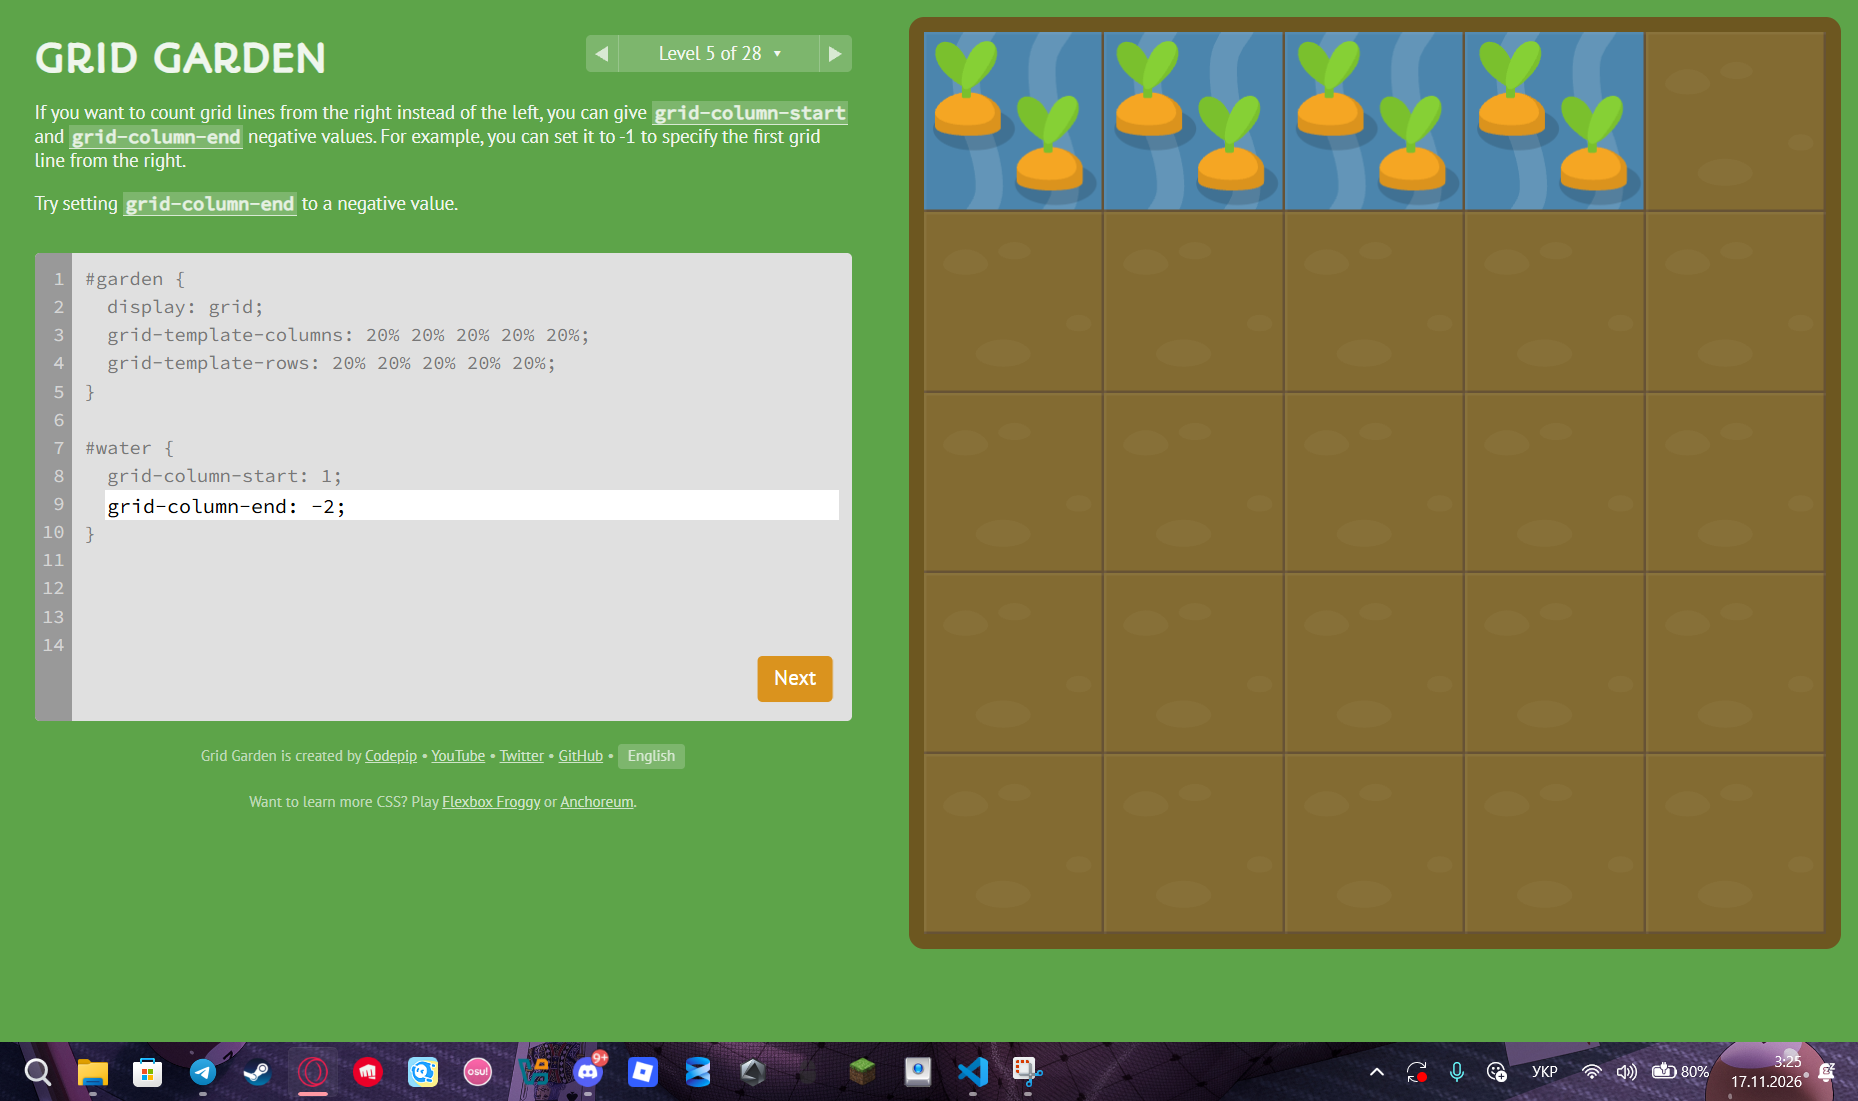 GRID GARDEN
◀ Level 5 of 28 ▼ ▶
If you want to count grid lines from the right instead of the left, you can give grid-column-start
and grid-column-end negative values. For example, you can set it to -1 to specify the first grid
line from the right.
Try setting grid-column-end to a negative value.
1 #garden {
2 display: grid;
3 grid-template-columns: 20% 20% 20% 20% 20%;
4 grid-template-rows: 20% 20% 20% 20% 20%;
5 }
6
7 #water {
8 grid-column-start: 1;
9 grid-column-end: -2;
10 }
11
12
13
14
Next
Grid Garden is created by Codepip • YouTube • Twitter • GitHub • English
Want to learn more CSS? Play Flexbox Froggy or Anchoreum.
osu!
9+
УКР
80%
3:25
17.11.2026